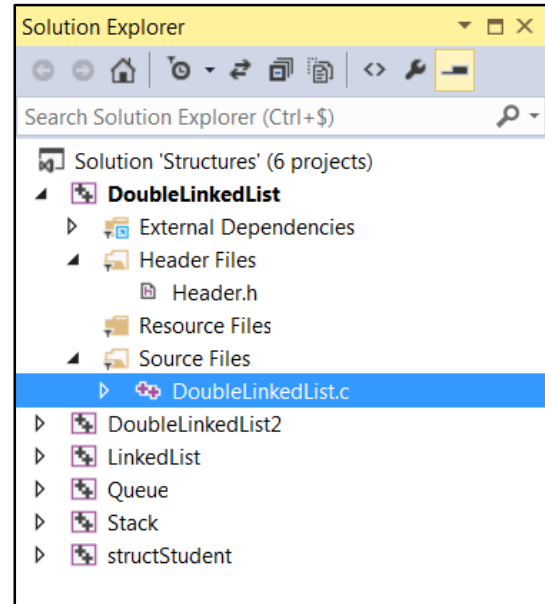 Solution Explorer
Search Solution Explorer (Ctrl+$)
Solution 'Structures' (6 projects)
DoubleLinkedList
External Dependencies
Header Files
Header.h
Resource Files
Source Files
DoubleLinkedList.c
DoubleLinkedList2
LinkedList
Queue
Stack
structStudent